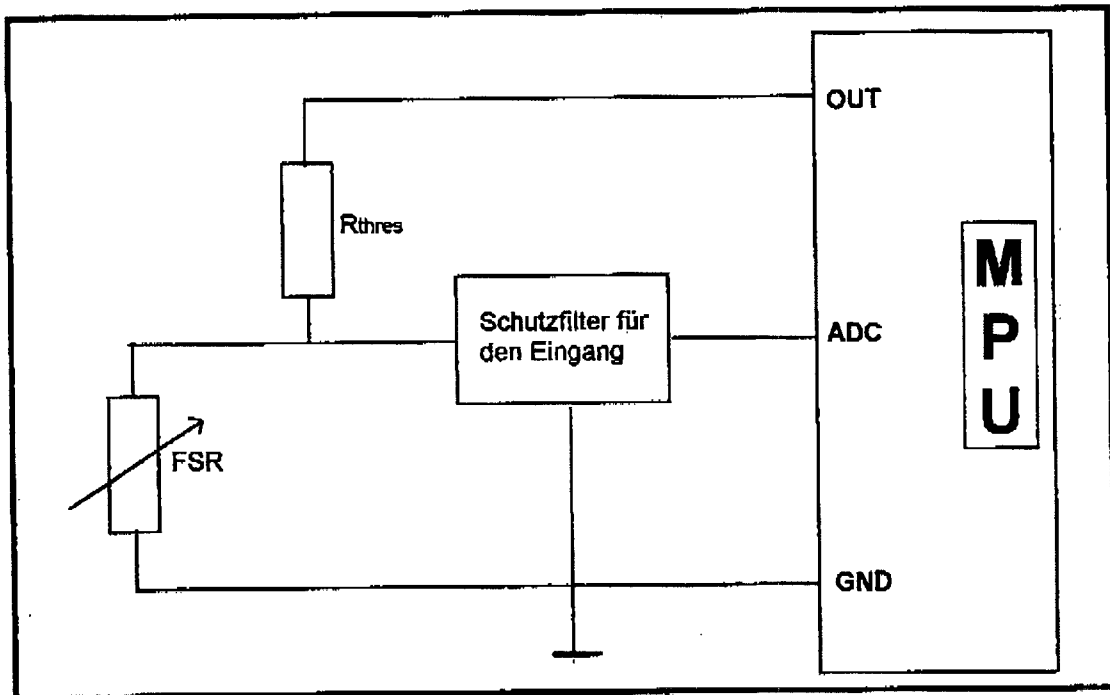 OUT
Rthres
Schutzfilter für
den Eingang
ADC
FSR
GND
M
P
U